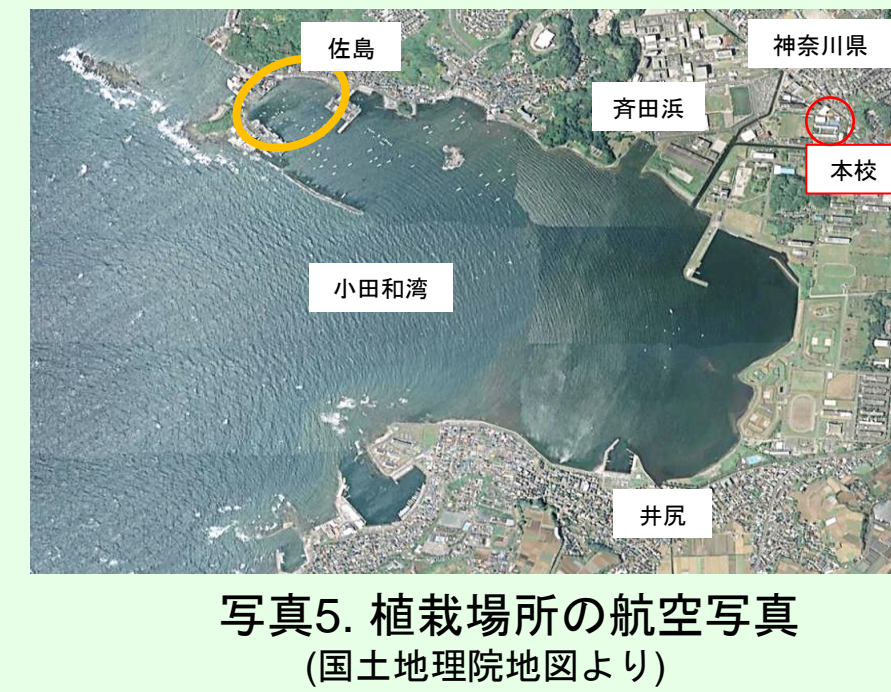 佐島
神奈川県
斉田浜
本校
小田和湾
井尻
写真5. 植栽場所の航空写真
(国土地理院地図より)